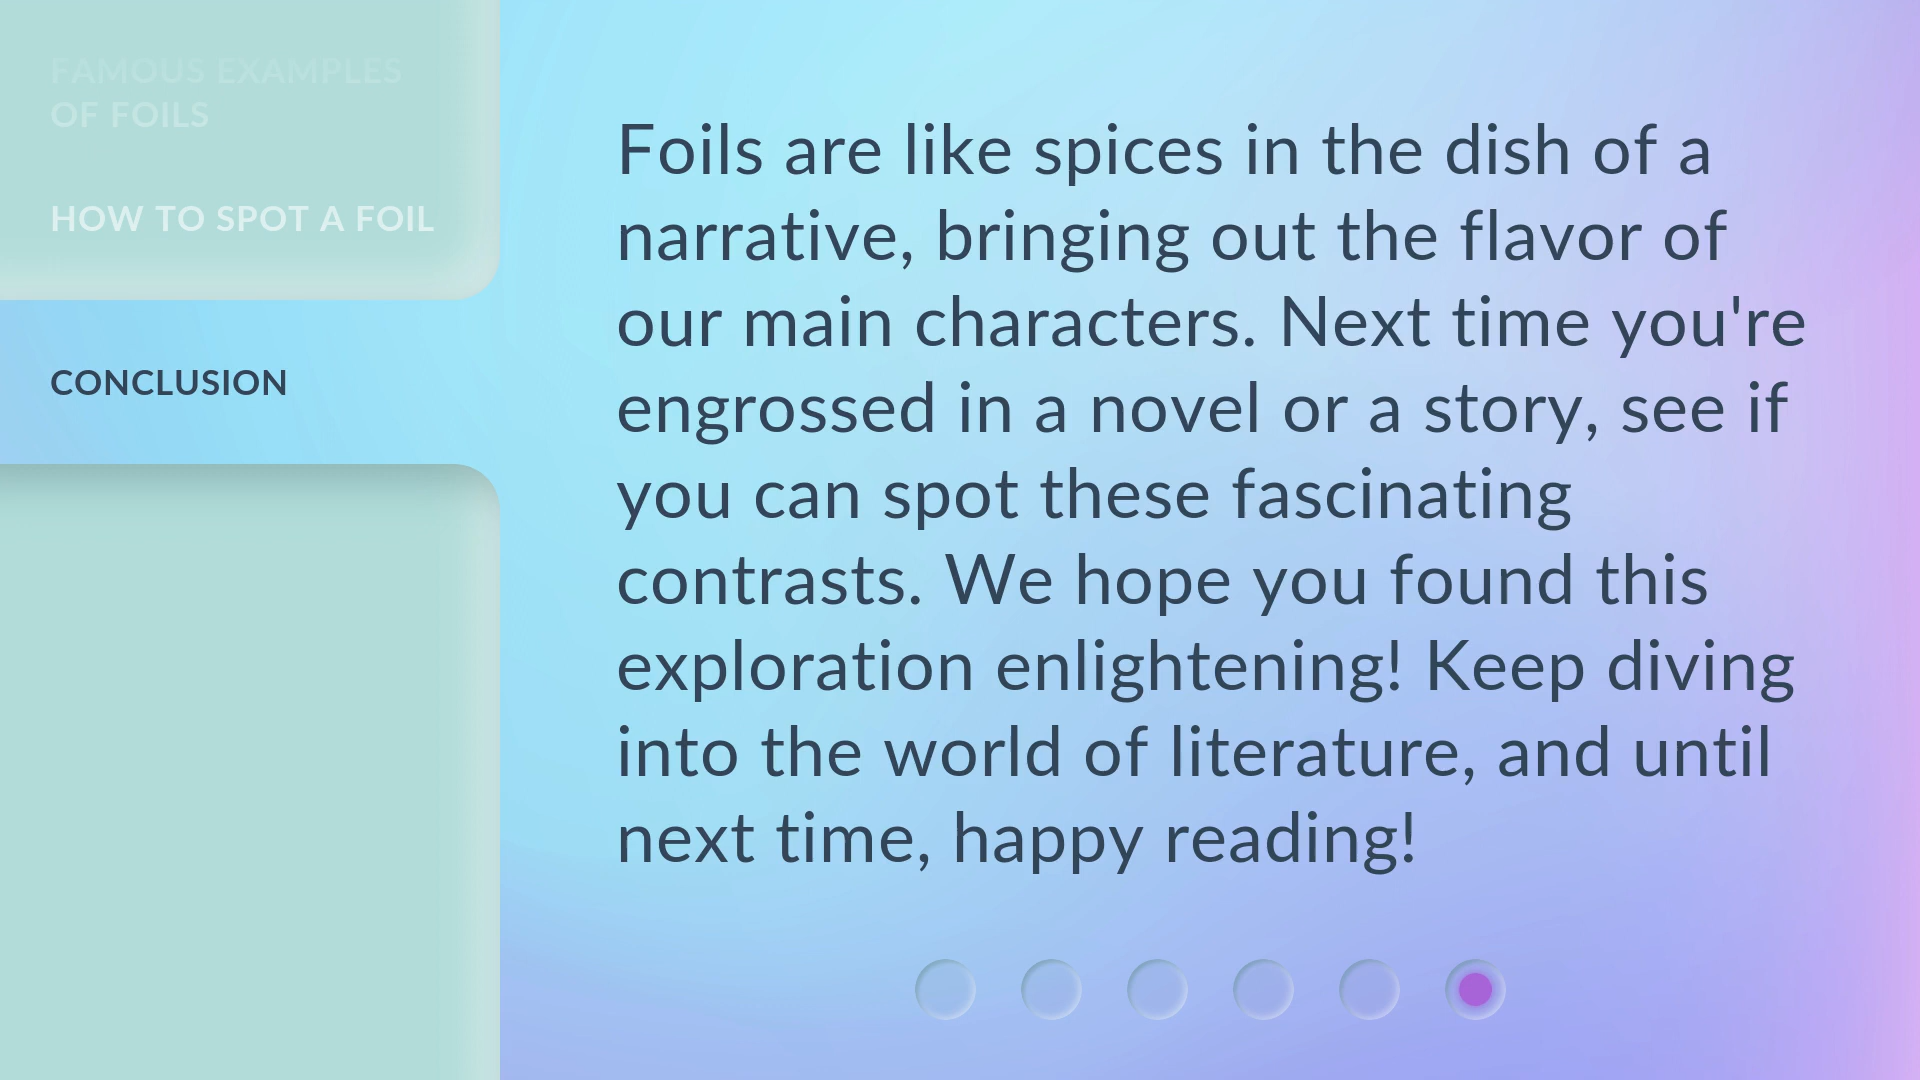 FAMOUS EXAMPLES
OF FOILS
HOW TO SPOT A FOIL
CONCLUSION
Foils are like spices in the dish of a
narrative, bringing out the flavor of
our main characters. Next time you're
engrossed in a novel or a story, see if
you can spot these fascinating
contrasts. We hope you found this
exploration enlightening! Keep diving
into the world of literature, and until
next time, happy reading!